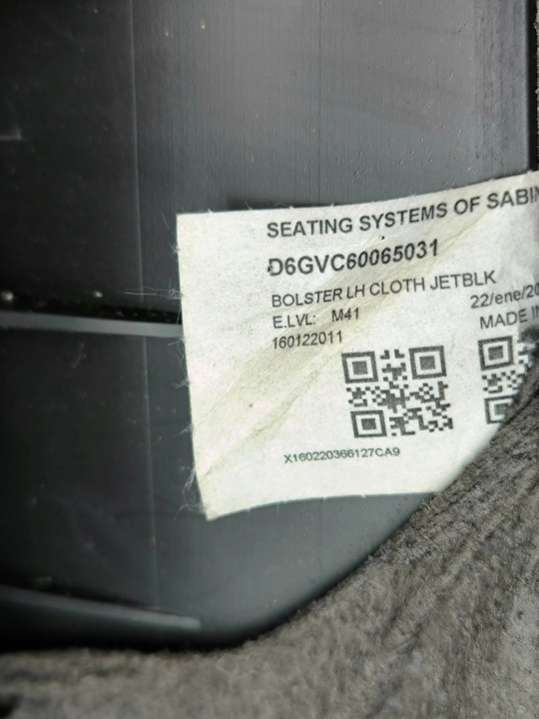 SEATING SYSTEMS OF SABIN
D6GVC60065031
BOLSTER LH CLOTH JETBLK
E.LVL: M41
22/ene/20
160122011
MADE IN
X160220366127CA9